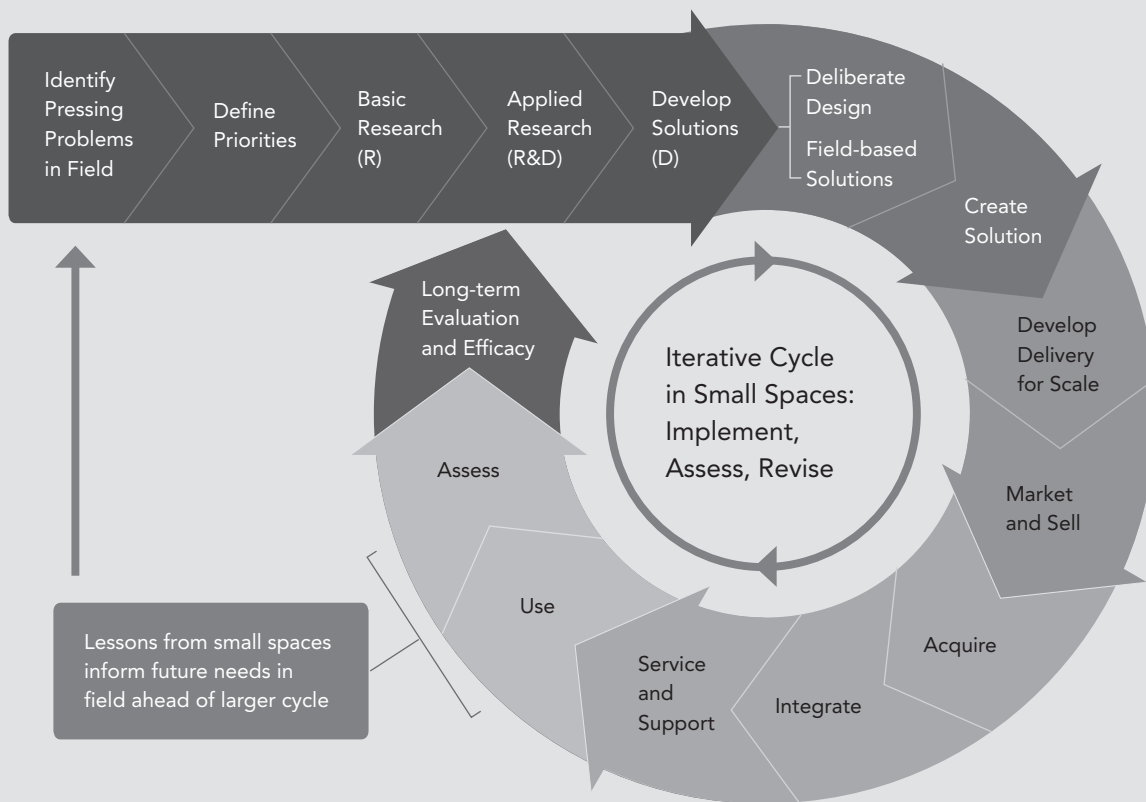 Identify
Pressing
Problems
in Field
Define
Priorities
Basic
Research
(R)
Applied
Research
(R&D)
Develop
Solutions
(D)
Deliberate
Design
Field-based
Solutions
Create
Solution
Develop
Delivery
for Scale
Market
and Sell
Acquire
Integrate
Service
and
Support
Use
Assess
Long-term
Evaluation
and Efficacy
Iterative Cycle
in Small Spaces:
Implement,
Assess, Revise
Lessons from small spaces
inform future needs in
field ahead of larger cycle